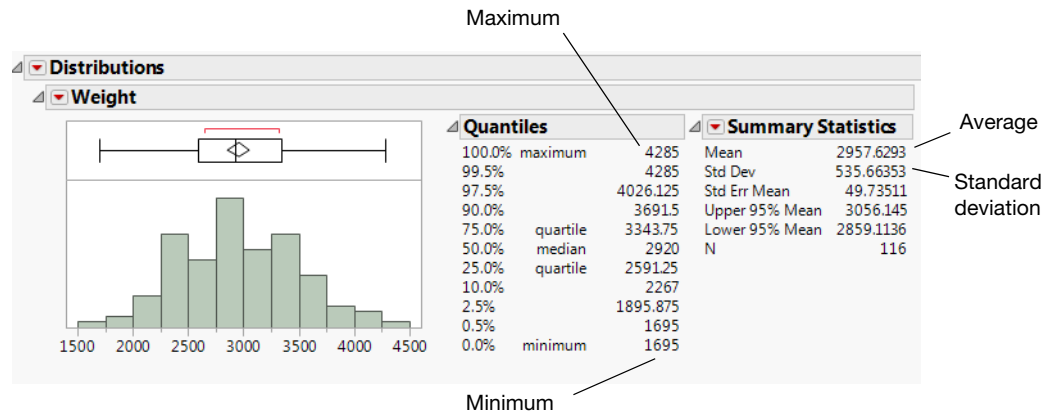 Maximum
Distributions
Weight
1500 2000 2500 3000 3500 4000 4500
Quantiles
100.0% maximum 4285
99.5% 4285
97.5% 4026.125
90.0% 3691.5
75.0% quartile 3343.75
50.0% median 2920
25.0% quartile 2591.25
10.0% 2267
2.5% 1895.875
0.5% 1695
0.0% minimum 1695
Summary Statistics
Mean 2957.6293
Std Dev 535.66353
Std Err Mean 49.73511
Upper 95% Mean 3056.145
Lower 95% Mean 2859.1136
N 116
Average
Standard
deviation
Minimum